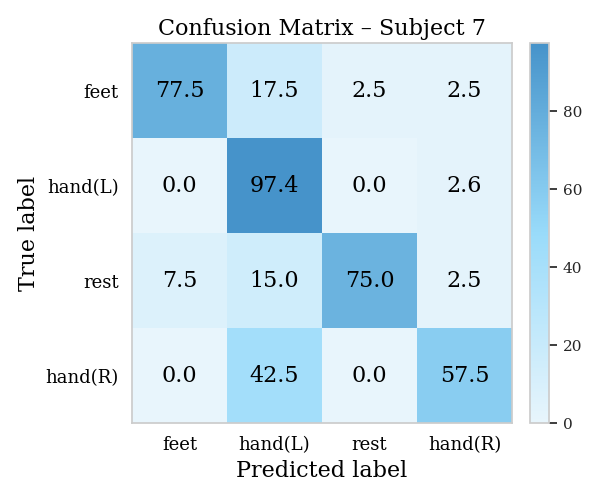 Confusion Matrix – Subject 7
feet 77.5 17.5 2.5 2.5
hand(L) 0.0 97.4 0.0 2.6
rest 7.5 15.0 75.0 2.5
hand(R) 0.0 42.5 0.0 57.5
feet hand(L) rest hand(R)
Predicted label
True label
80
60
40
20
0